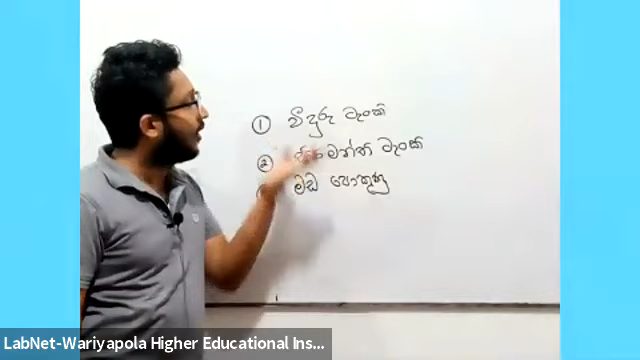 ① වීදුරු ටැංකි
② ටැංකි
මඩ පොකුණු
LabNet-Wariyapola Higher Educational Ins...